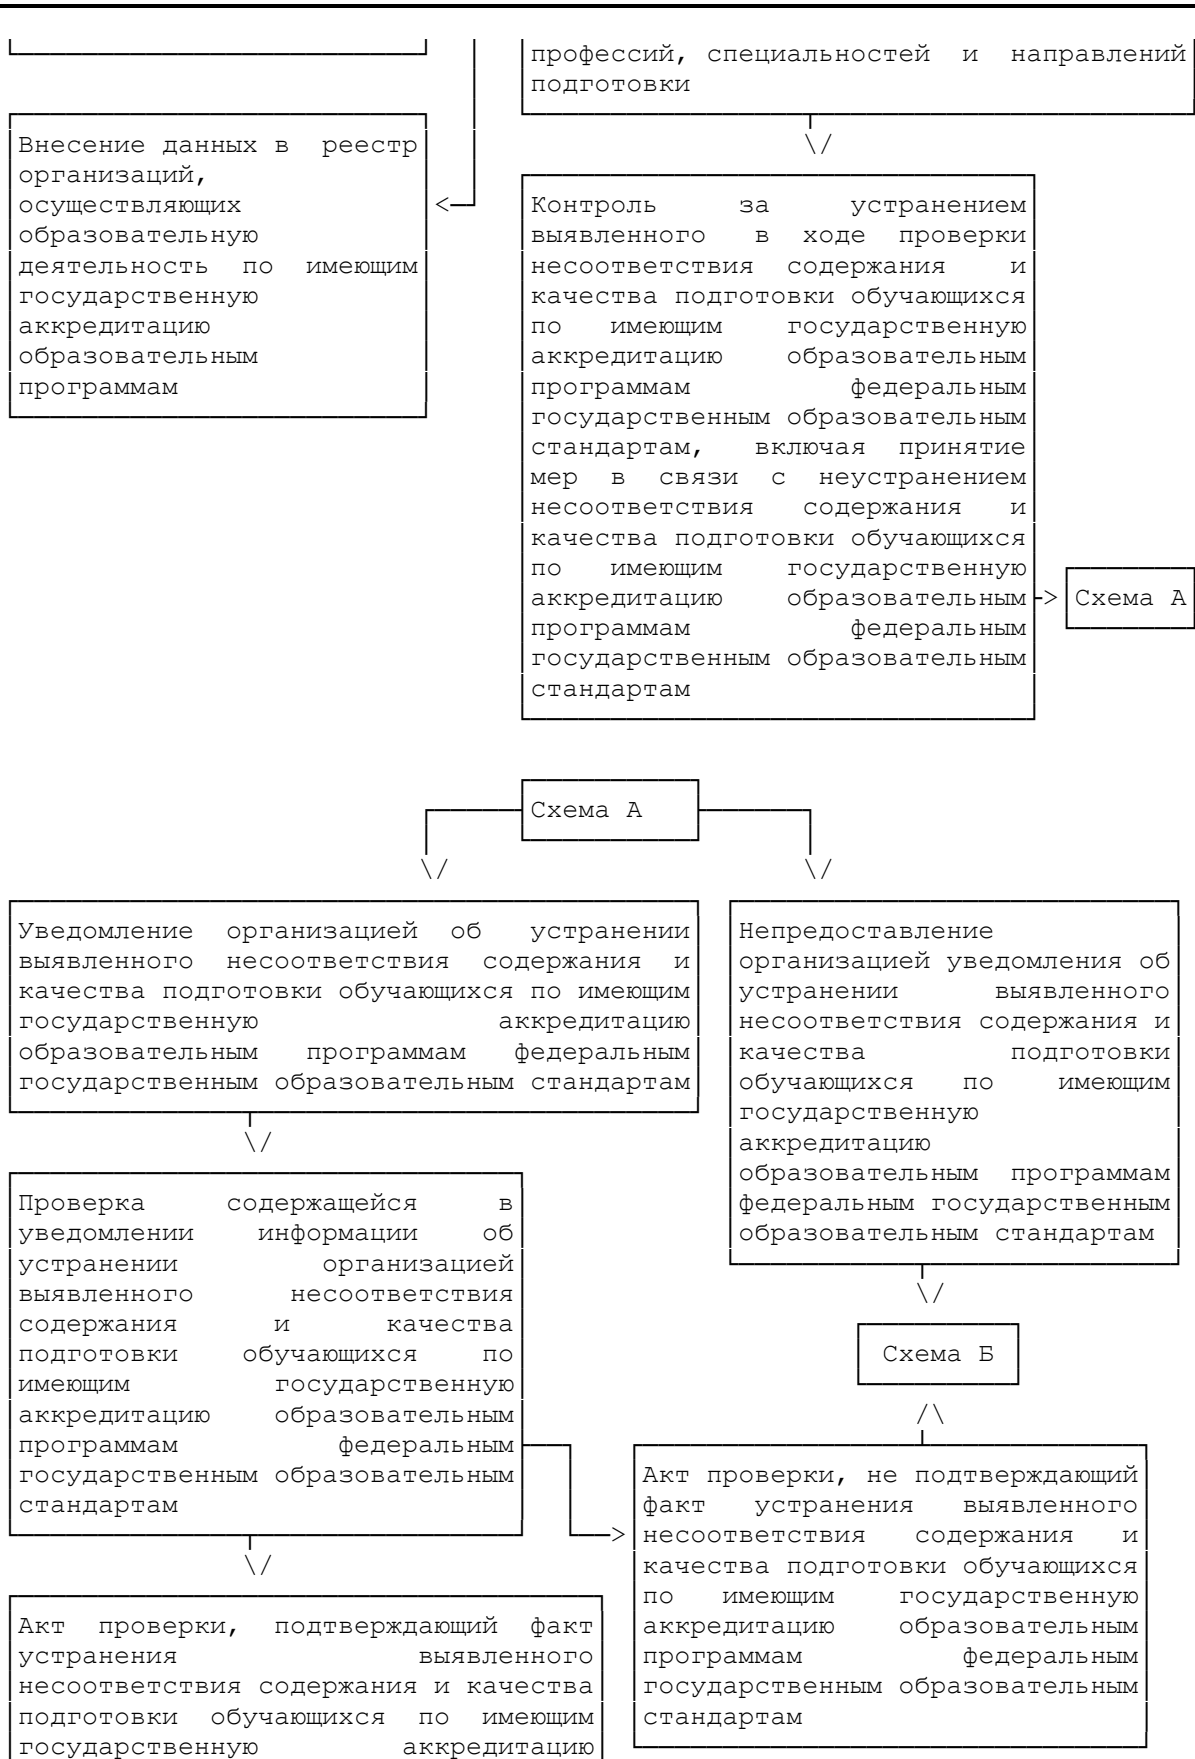 профессий, специальностей и направлений
подготовки
Внесение данных в реестр
организаций,
осуществляющих
образовательную
деятельность по имеющим
государственную
аккредитацию
образовательным
программам
Контроль за устранением
выявленного в ходе проверки
несоответствия содержания и
качества подготовки обучающихся
по имеющим государственную
аккредитацию образовательным
программам федеральным
государственным образовательным
стандартам, включая принятие
мер в связи с неустранением
несоответствия содержания и
качества подготовки обучающихся
по имеющим государственную
аккредитацию образовательным
программам федеральным
государственным образовательным
стандартам
Схема А
Схема А
Уведомление организацией об устранении
выявленного несоответствия содержания и
качества подготовки обучающихся по имеющим
государственную аккредитацию
образовательным программам федеральным
государственным образовательным стандартам
Непредоставление
организацией уведомления об
устранении выявленного
несоответствия содержания и
качества подготовки
обучающихся по имеющим
государственную
аккредитацию
образовательным программам
федеральным государственным
образовательным стандартам
Проверка содержащейся в
уведомлении информации об
устранении организацией
выявленного несоответствия
содержания и качества
подготовки обучающихся по
имеющим государственную
аккредитацию образовательным
программам федеральным
государственным образовательным
стандартам
Схема Б
Акт проверки, не подтверждающий
факт устранения выявленного
несоответствия содержания и
качества подготовки обучающихся
по имеющим государственную
аккредитацию образовательным
программам федеральным
государственным образовательным
стандартам
Акт проверки, подтверждающий факт
устранения выявленного
несоответствия содержания и качества
подготовки обучающихся по имеющим
государственную аккредитацию